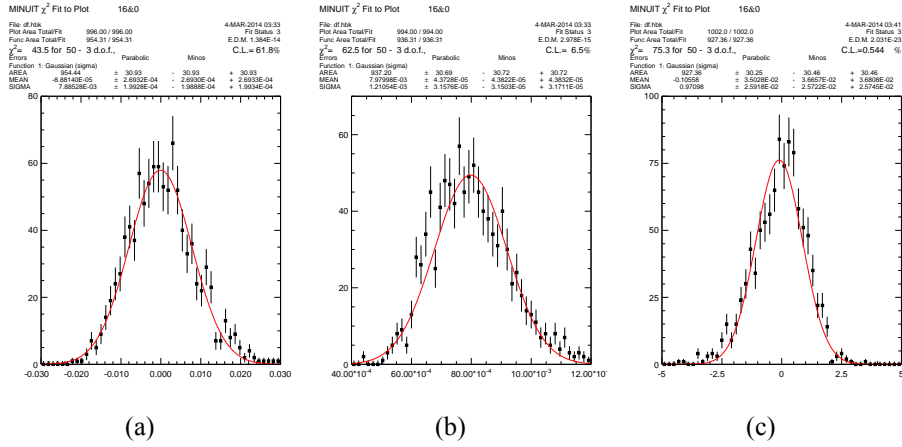 MINUIT χ² Fit to Plot 16&0
File: df.hbk 4-MAR-2014 03:33
Plot Area Total/Fit 996.00 / 996.00 Fit Status 3
Func Area Total/Fit 954.31 / 954.31 E.D.M. 1.384E-14
χ²= 43.5 for 50 - 3 d.o.f., C.L.= 61.8%
Errors Parabolic Minos
Function 1: Gaussian (sigma)
AREA 954.44 ± 30.93 - 30.93 + 30.93
MEAN -8.88140E-05 ± 2.6932E-04 - 2.6930E-04 + 2.6933E-04
SIGMA 7.88528E-03 ± 1.9928E-04 - 1.9888E-04 + 1.9934E-04
80
60
40
20
0
-0.030 -0.020 -0.010 0.000 0.010 0.020 0.030
(a)
MINUIT χ² Fit to Plot 16&0
File: df.hbk 4-MAR-2014 03:33
Plot Area Total/Fit 994.00 / 994.00 Fit Status 3
Func Area Total/Fit 936.31 / 936.31 E.D.M. 2.978E-15
χ²= 62.5 for 50 - 3 d.o.f., C.L.= 6.5%
Errors Parabolic Minos
Function 1: Gaussian (sigma)
AREA 937.20 ± 30.69 - 30.72 + 30.72
MEAN 7.97998E-03 ± 4.3728E-05 - 4.3822E-05 + 4.3832E-05
SIGMA 1.21054E-03 ± 3.1576E-05 - 3.1503E-05 + 3.1711E-05
80
60
40
20
0
40.00*10⁻⁴ 60.00*10⁻⁴ 80.00*10⁻⁴ 10.00*10⁻³ 12.00*10⁻³
(b)
MINUIT χ² Fit to Plot 16&0
File: df.hbk 4-MAR-2014 03:41
Plot Area Total/Fit 1002.0 / 1002.0 Fit Status 3
Func Area Total/Fit 927.36 / 927.36 E.D.M. 2.031E-23
χ²= 75.3 for 50 - 3 d.o.f., C.L.=0.544 %
Errors Parabolic Minos
Function 1: Gaussian (sigma)
AREA 927.36 ± 30.25 - 30.46 + 30.46
MEAN -0.10558 ± 3.5028E-02 - 3.6657E-02 + 3.6808E-02
SIGMA 0.97098 ± 2.5918E-02 - 2.5722E-02 + 2.5745E-02
100
75
50
25
0
-5 -2.5 0 2.5 5
(c)